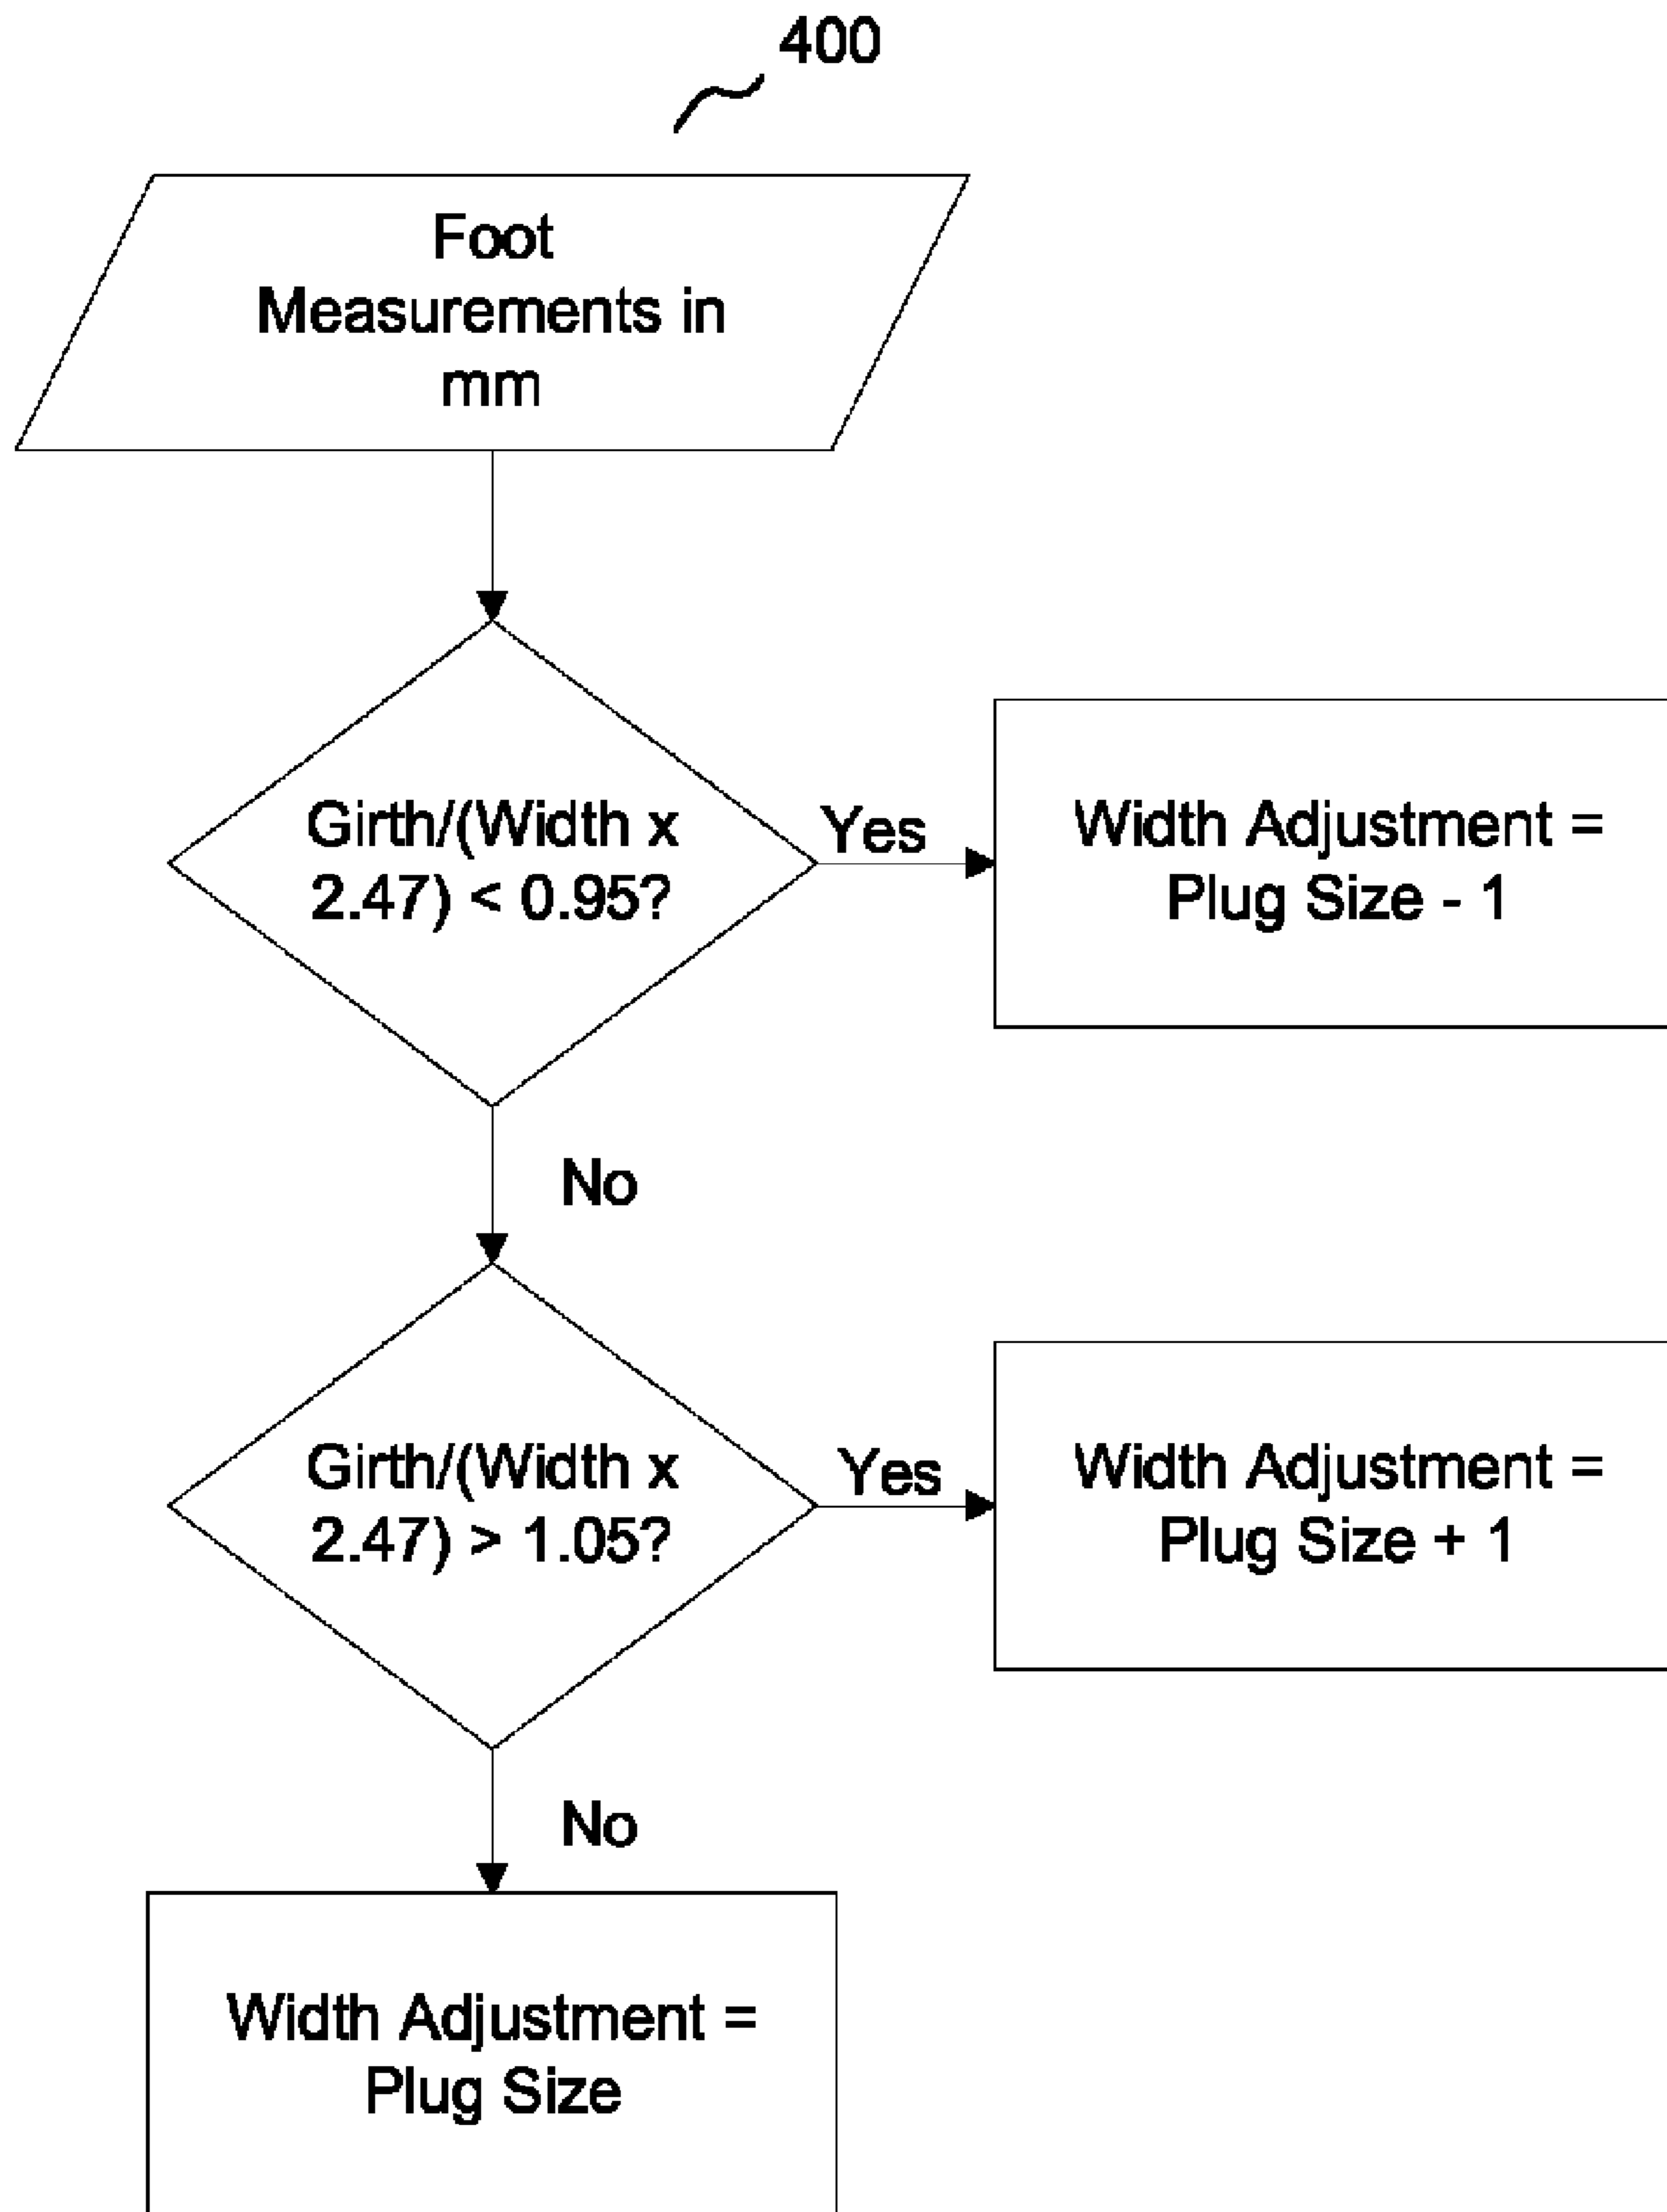 400
Foot
Measurements in
mm
Girth/(Width x
2.47) < 0.95?
Yes
Width Adjustment =
Plug Size - 1
No
Girth/(Width x
2.47) > 1.05?
Yes
Width Adjustment =
Plug Size + 1
No
Width Adjustment =
Plug Size